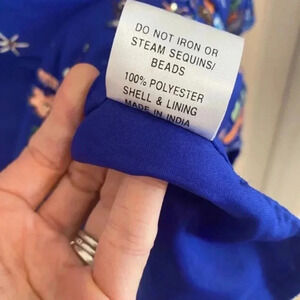 DO NOT IRON OR
STEAM SEQUINS/
BEADS
100% POLYESTER
SHELL & LINING
MADE IN INDIA